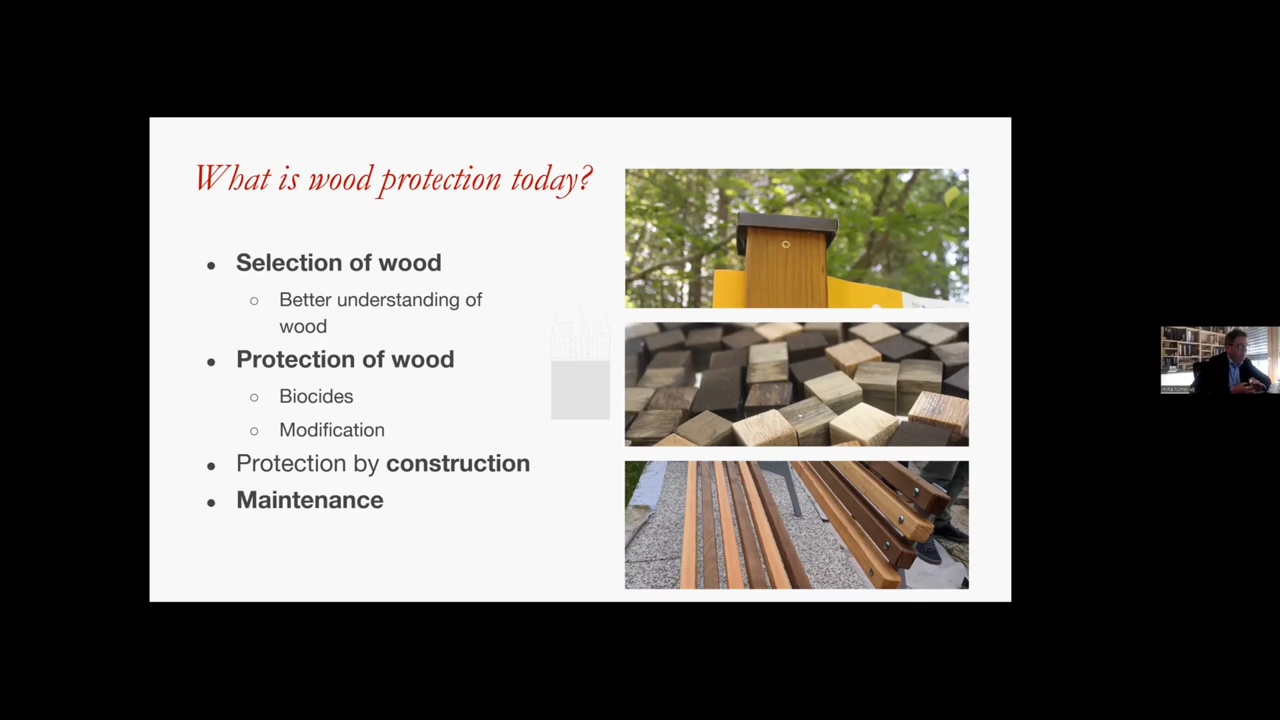 What is wood protection today?
● Selection of wood
○ Better understanding of
wood
● Protection of wood
○ Biocides
○ Modification
● Protection by construction
● Maintenance